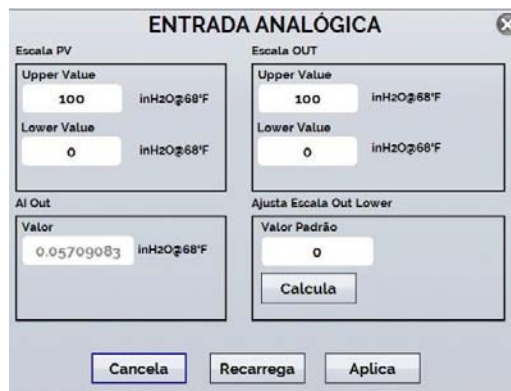 ENTRADA ANALÓGICA
Escala PV
Upper Value
100 inH2O@68°F
Lower Value
0 inH2O@68°F
Escala OUT
Upper Value
100 inH2O@68°F
Lower Value
0 inH2O@68°F
AI Out
Valor
0.05709083 inH2O@68°F
Ajusta Escala Out Lower
Valor Padrão
0
Calcula
Cancela Recarrega Aplica